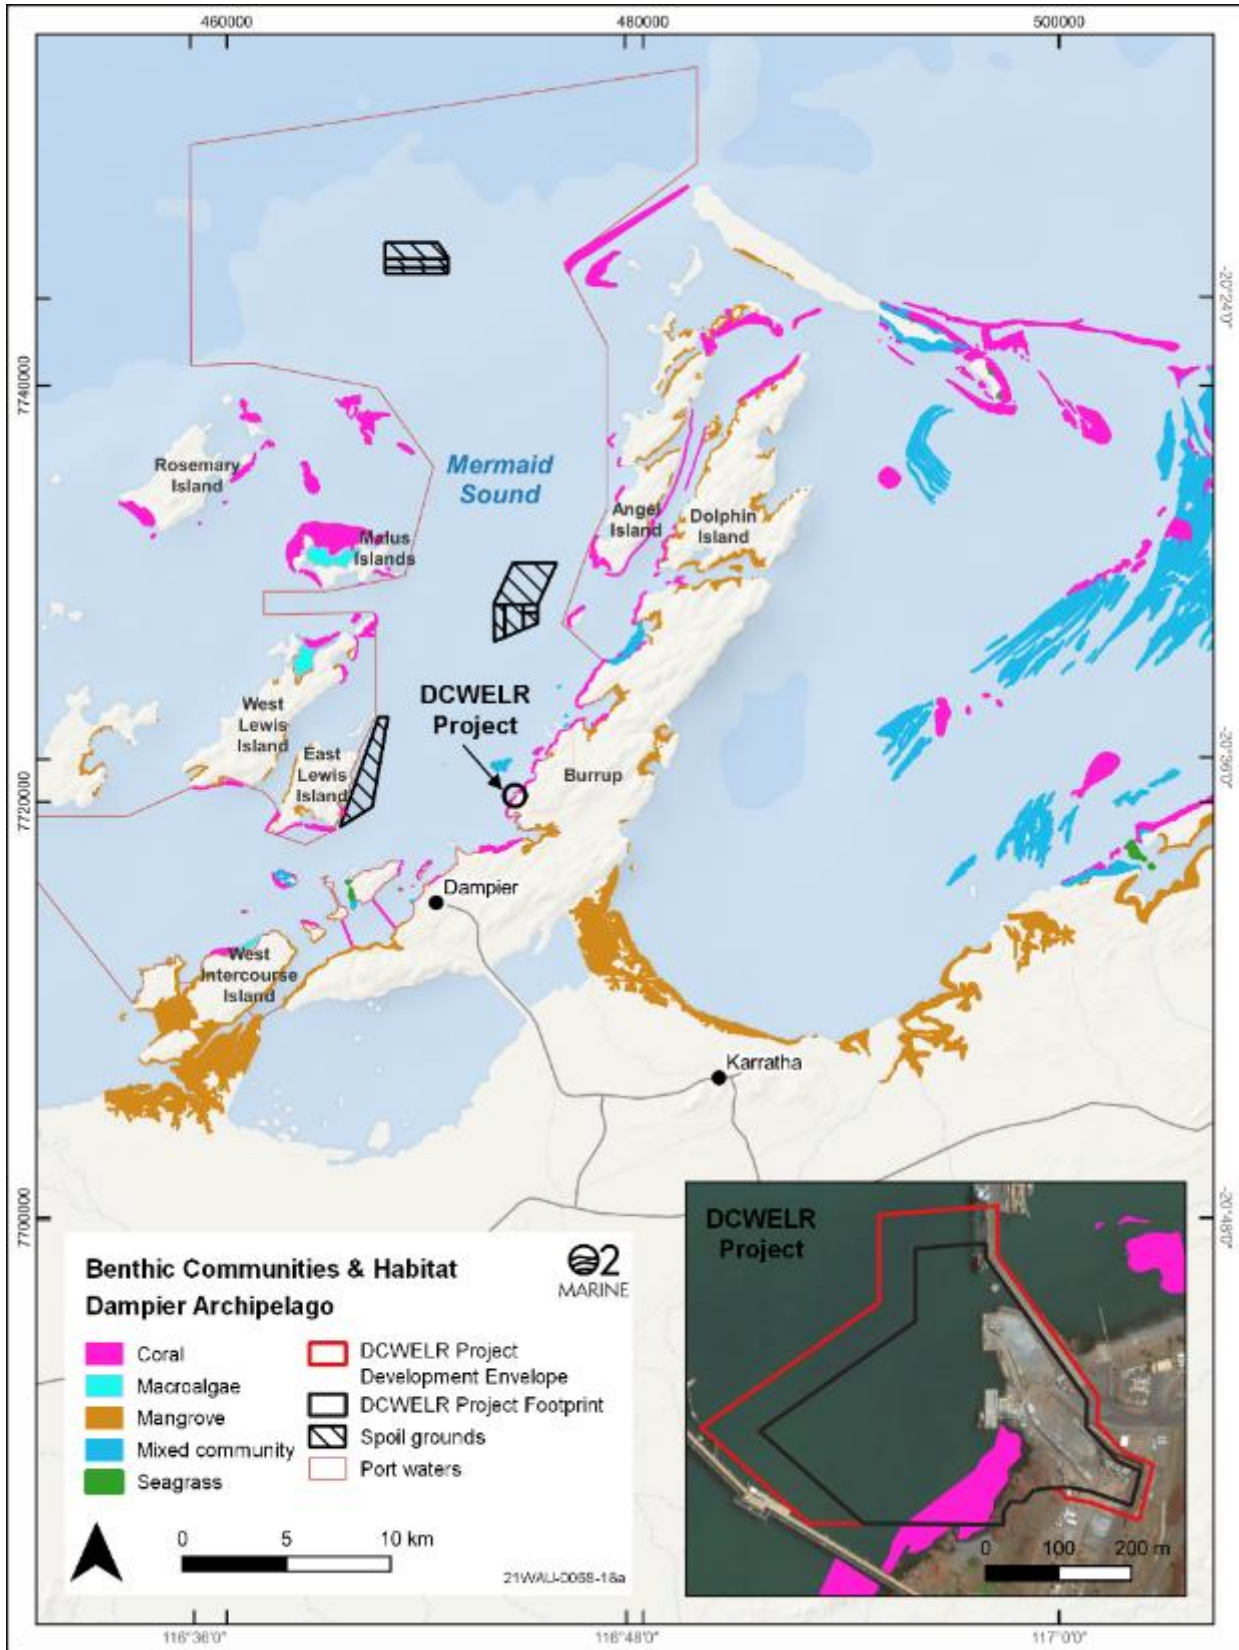 460000
480000
500000
-20°24'0"
7740000
Rosemary
Island
Mermaid
Sound
Angel
Island
Dolphin
Island
Malus
Islands
DCWELR
Project
West
Lewis
Island
East
Lewis
Island
Burrup
-20°36'0"
7720000
Dampier
West
Intercourse
Island
Karratha
7700000
-20°48'0"
DCWELR
Project
0 100 200 m
Benthic Communities & Habitat
Dampier Archipelago
O2
MARINE
Coral
Macroalgae
Mangrove
Mixed community
Seagrass
DCWELR Project
Development Envelope
DCWELR Project Footprint
Spoil grounds
Port waters
0 5 10 km
21WAU-0068-18a
116°36'0"
116°48'0"
117°0'0"